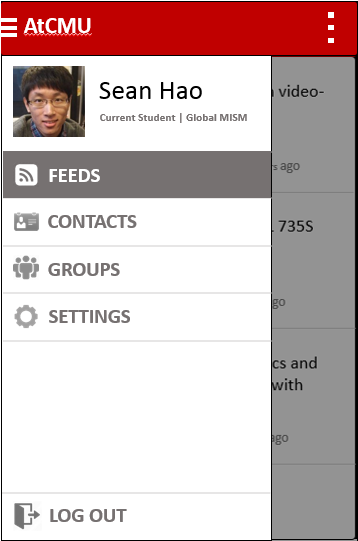 AtCMU
Sean Hao
Current Student | Global MISM
FEEDS
CONTACTS
GROUPS
SETTINGS
LOG OUT
video-
ago
735S
ago
cs and
with
ago